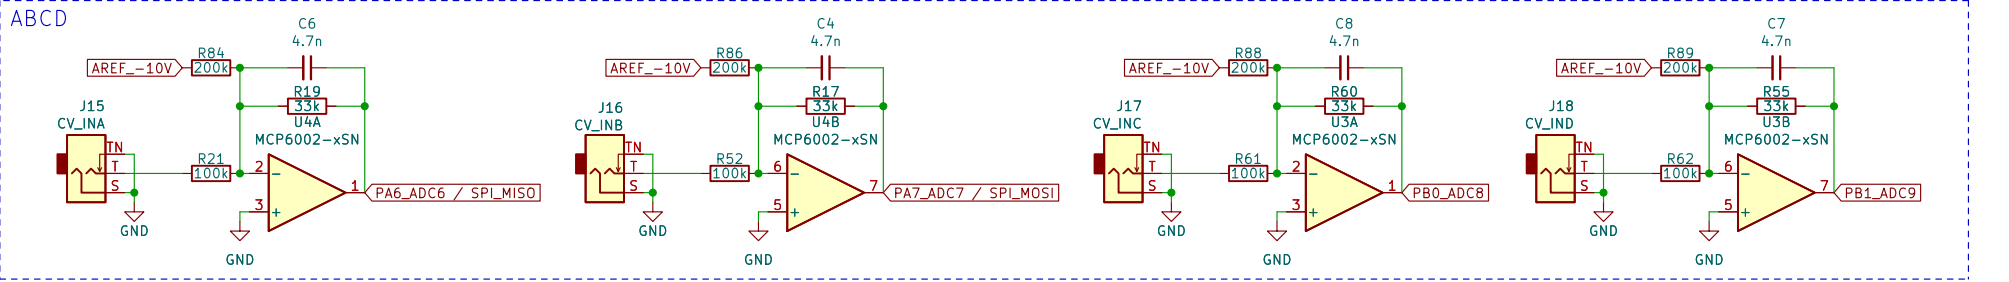 ABCD
C6
4.7n
R84
AREF_-10V
200k
R19
33k
J15
CV_INA
U4A
MCP6002-xSN
TN
T
S
R21
100k
2
−
1
PA6_ADC6 / SPI_MISO
3
+
GND
GND
C4
4.7n
R86
AREF_-10V
200k
R17
33k
J16
CV_INB
U4B
MCP6002-xSN
TN
T
S
R52
100k
6
−
7
PA7_ADC7 / SPI_MOSI
5
+
GND
GND
C8
4.7n
R88
AREF_-10V
200k
R60
33k
J17
CV_INC
U3A
MCP6002-xSN
TN
T
S
R61
100k
2
−
1
PB0_ADC8
3
+
GND
GND
C7
4.7n
R89
AREF_-10V
200k
R55
33k
J18
CV_IND
U3B
MCP6002-xSN
TN
T
S
R62
100k
6
−
7
PB1_ADC9
5
+
GND
GND